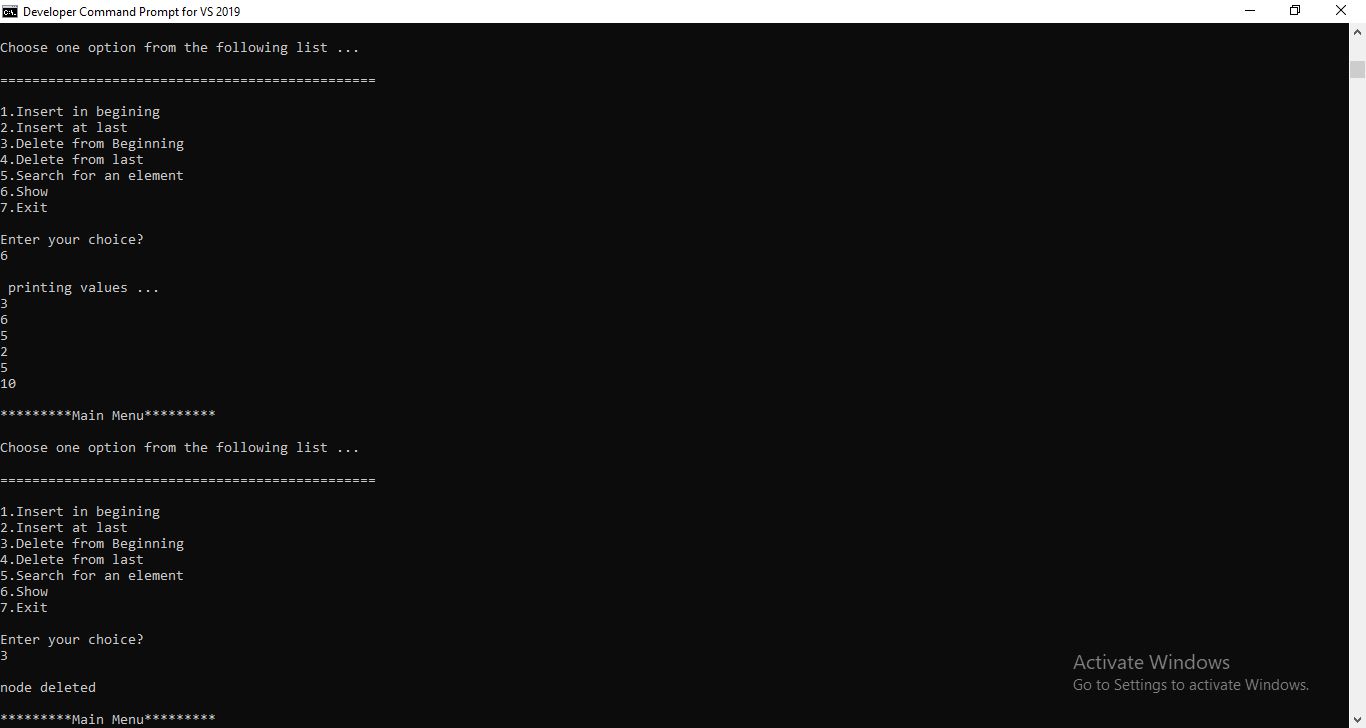 Developer Command Prompt for VS 2019
Choose one option from the following list ...
===============================================
1.Insert in begining
2.Insert at last
3.Delete from Beginning
4.Delete from last
5.Search for an element
6.Show
7.Exit
Enter your choice?
6
printing values ...
3
6
5
2
5
10
*********Main Menu*********
Choose one option from the following list ...
===============================================
1.Insert in begining
2.Insert at last
3.Delete from Beginning
4.Delete from last
5.Search for an element
6.Show
7.Exit
Enter your choice?
3
node deleted
*********Main Menu*********
Activate Windows
Go to Settings to activate Windows.